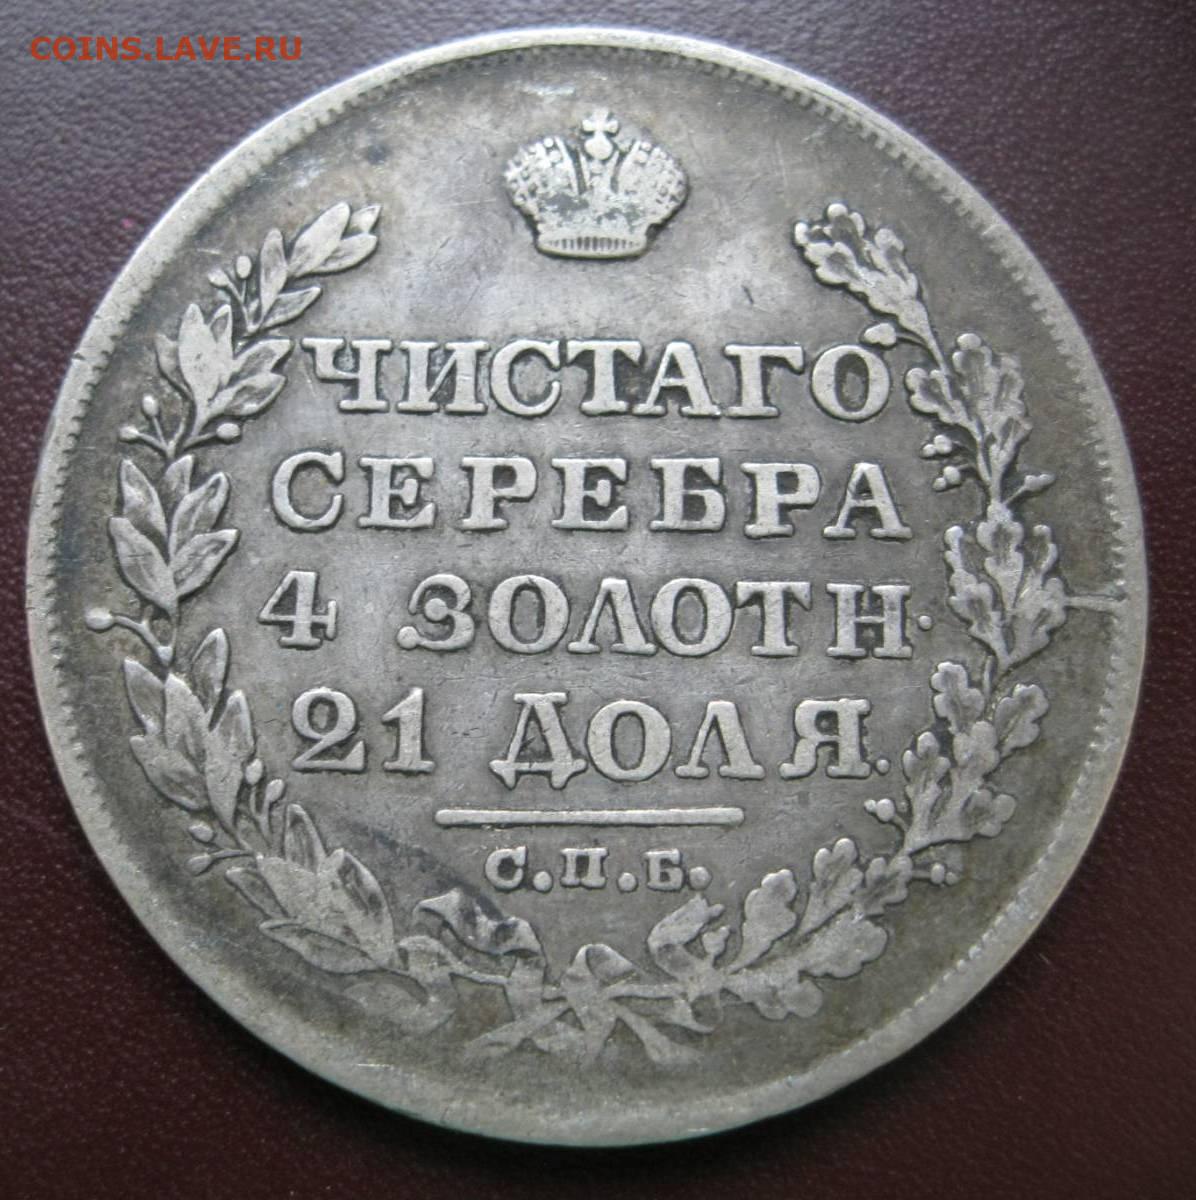 COINS.LAVE.RU
ЧИСТАГО
СЕРЕБРА
4 ЗОЛОТН.
21 ДОЛЯ.
С.П.Б.